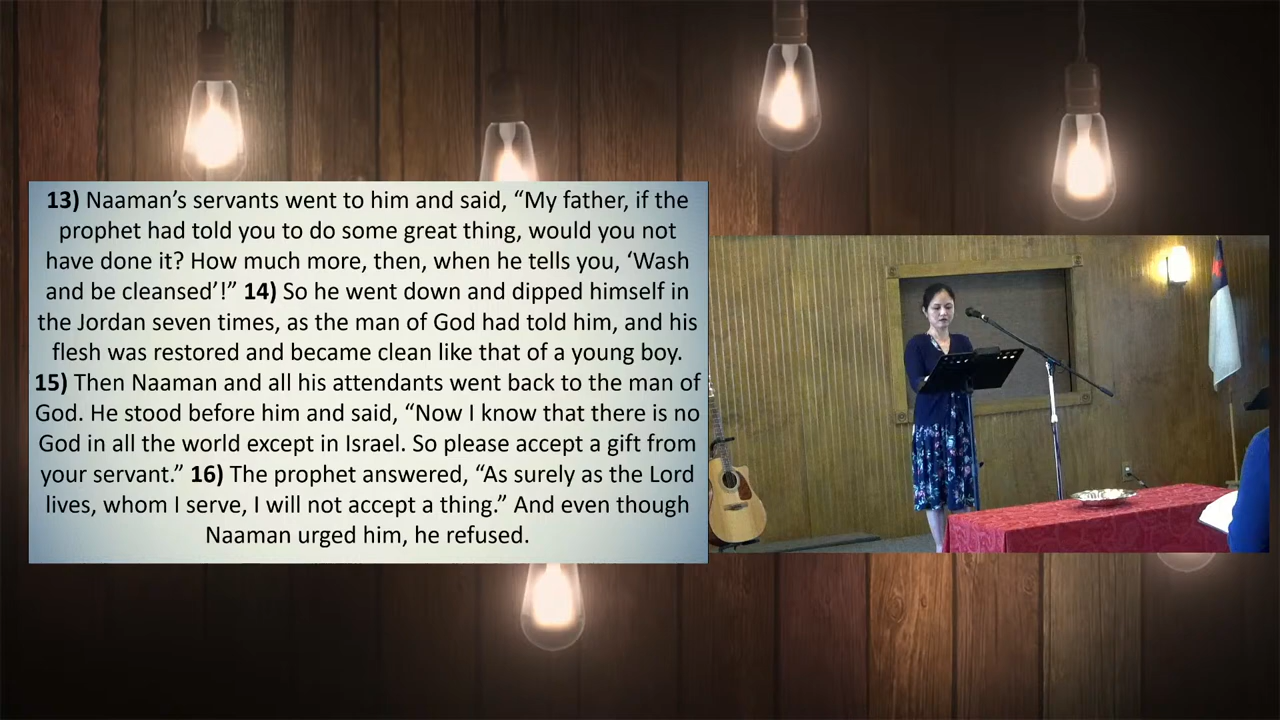 13) Naaman’s servants went to him and said, “My father, if the
prophet had told you to do some great thing, would you not
have done it? How much more, then, when he tells you, ‘Wash
and be cleansed’!” 14) So he went down and dipped himself in
the Jordan seven times, as the man of God had told him, and his
flesh was restored and became clean like that of a young boy.
15) Then Naaman and all his attendants went back to the man of
God. He stood before him and said, “Now I know that there is no
God in all the world except in Israel. So please accept a gift from
your servant.” 16) The prophet answered, “As surely as the Lord
lives, whom I serve, I will not accept a thing.” And even though
Naaman urged him, he refused.